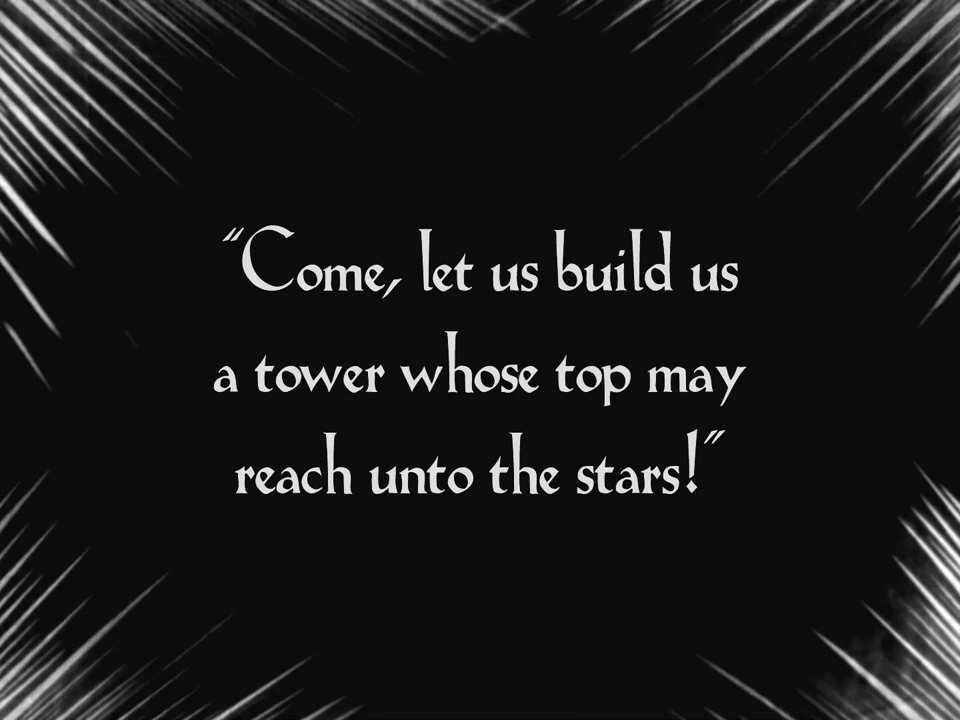 “Come, let us build us
a tower whose top may
reach unto the stars!”